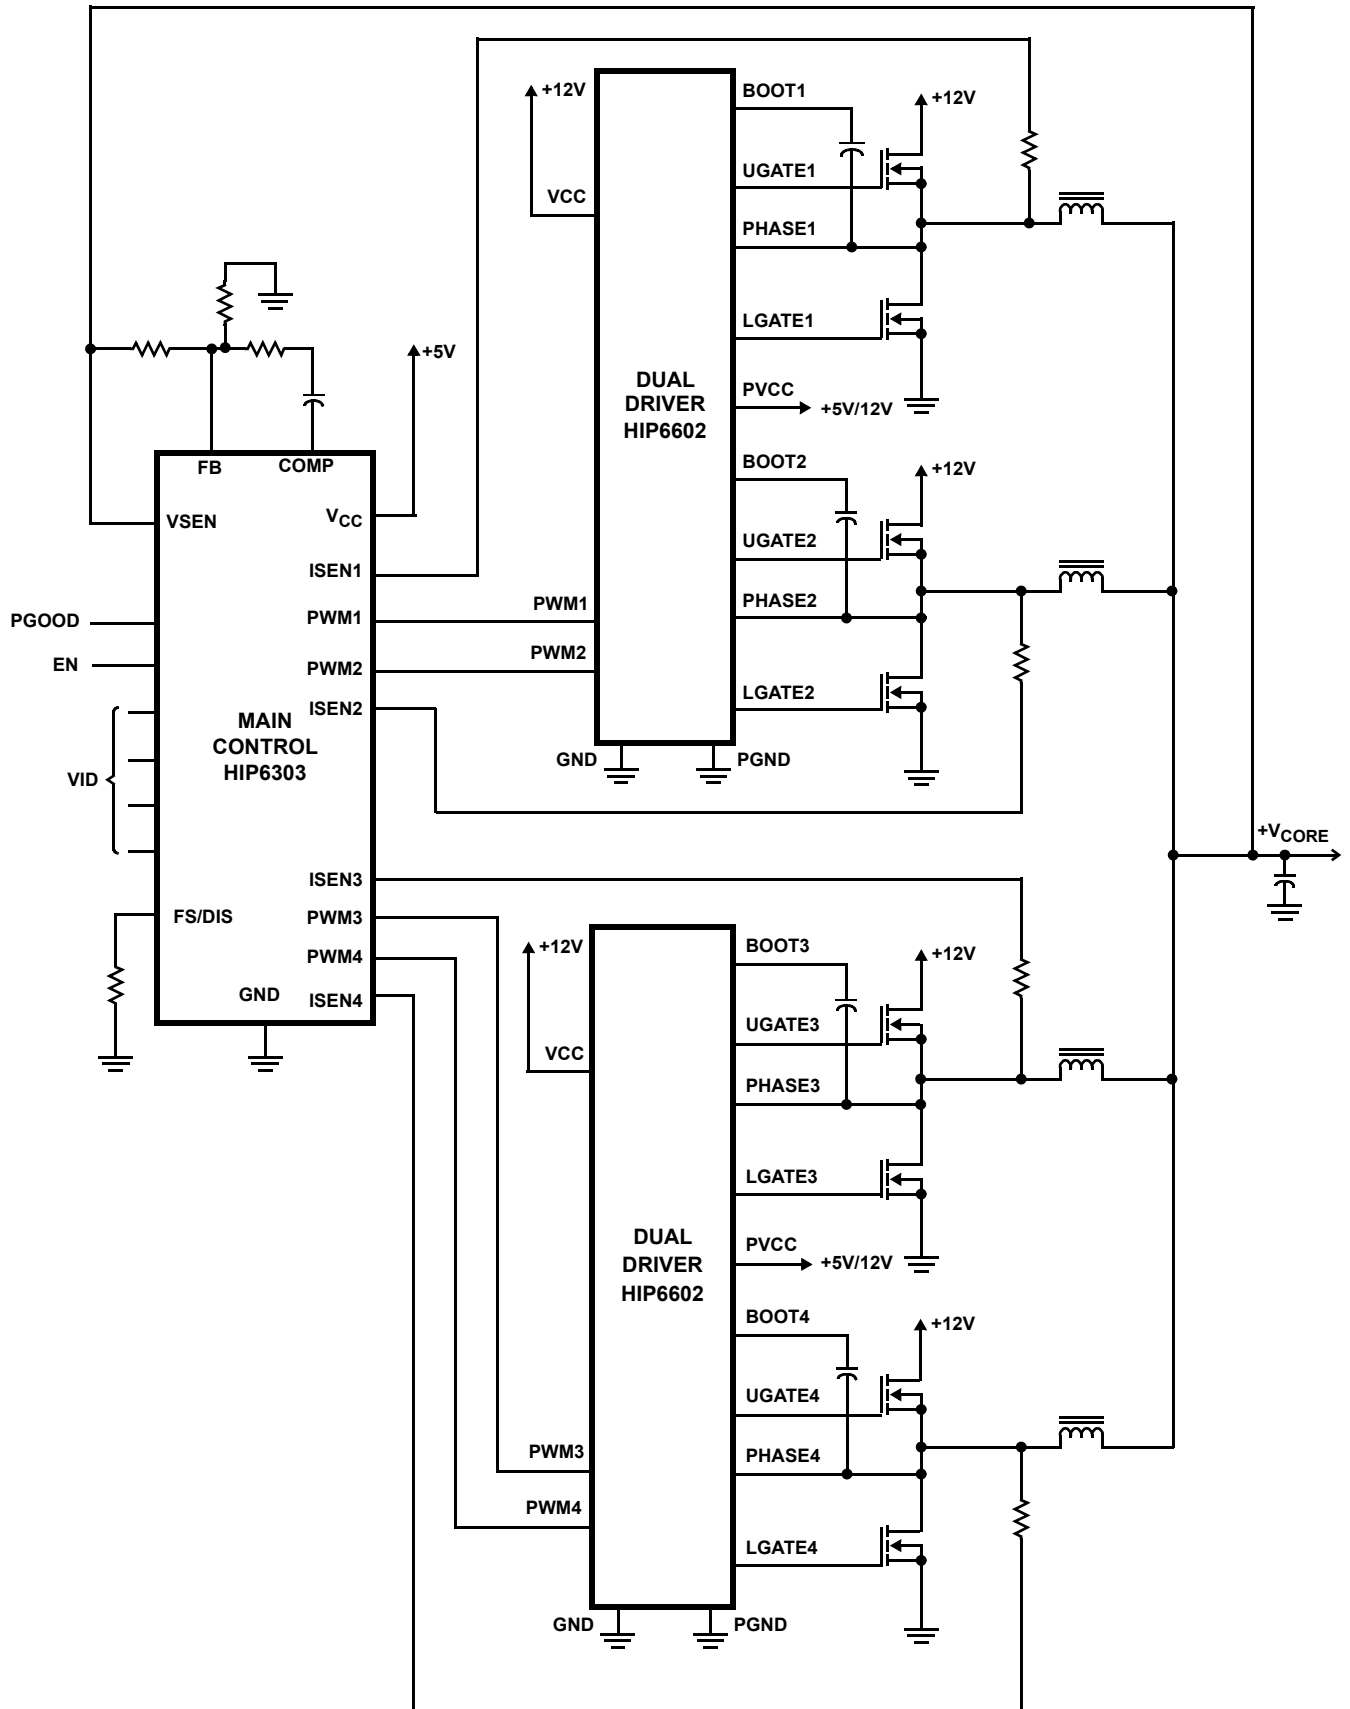 +12V
BOOT1
+12V
UGATE1
VCC
PHASE1
LGATE1
+5V
DUAL
DRIVER
HIP6602
PVCC
+5V/12V
FB
COMP
BOOT2
+12V
VSEN
VCC
UGATE2
ISEN1
PWM1
PHASE2
PGOOD
PWM1
EN
PWM2
PWM2
LGATE2
ISEN2
MAIN
CONTROL
HIP6303
VID
GND
PGND
+VCORE
ISEN3
FS/DIS
PWM3
+12V
BOOT3
+12V
PWM4
GND
ISEN4
UGATE3
VCC
PHASE3
LGATE3
DUAL
DRIVER
HIP6602
PVCC
+5V/12V
BOOT4
+12V
UGATE4
PWM3
PHASE4
PWM4
LGATE4
GND
PGND